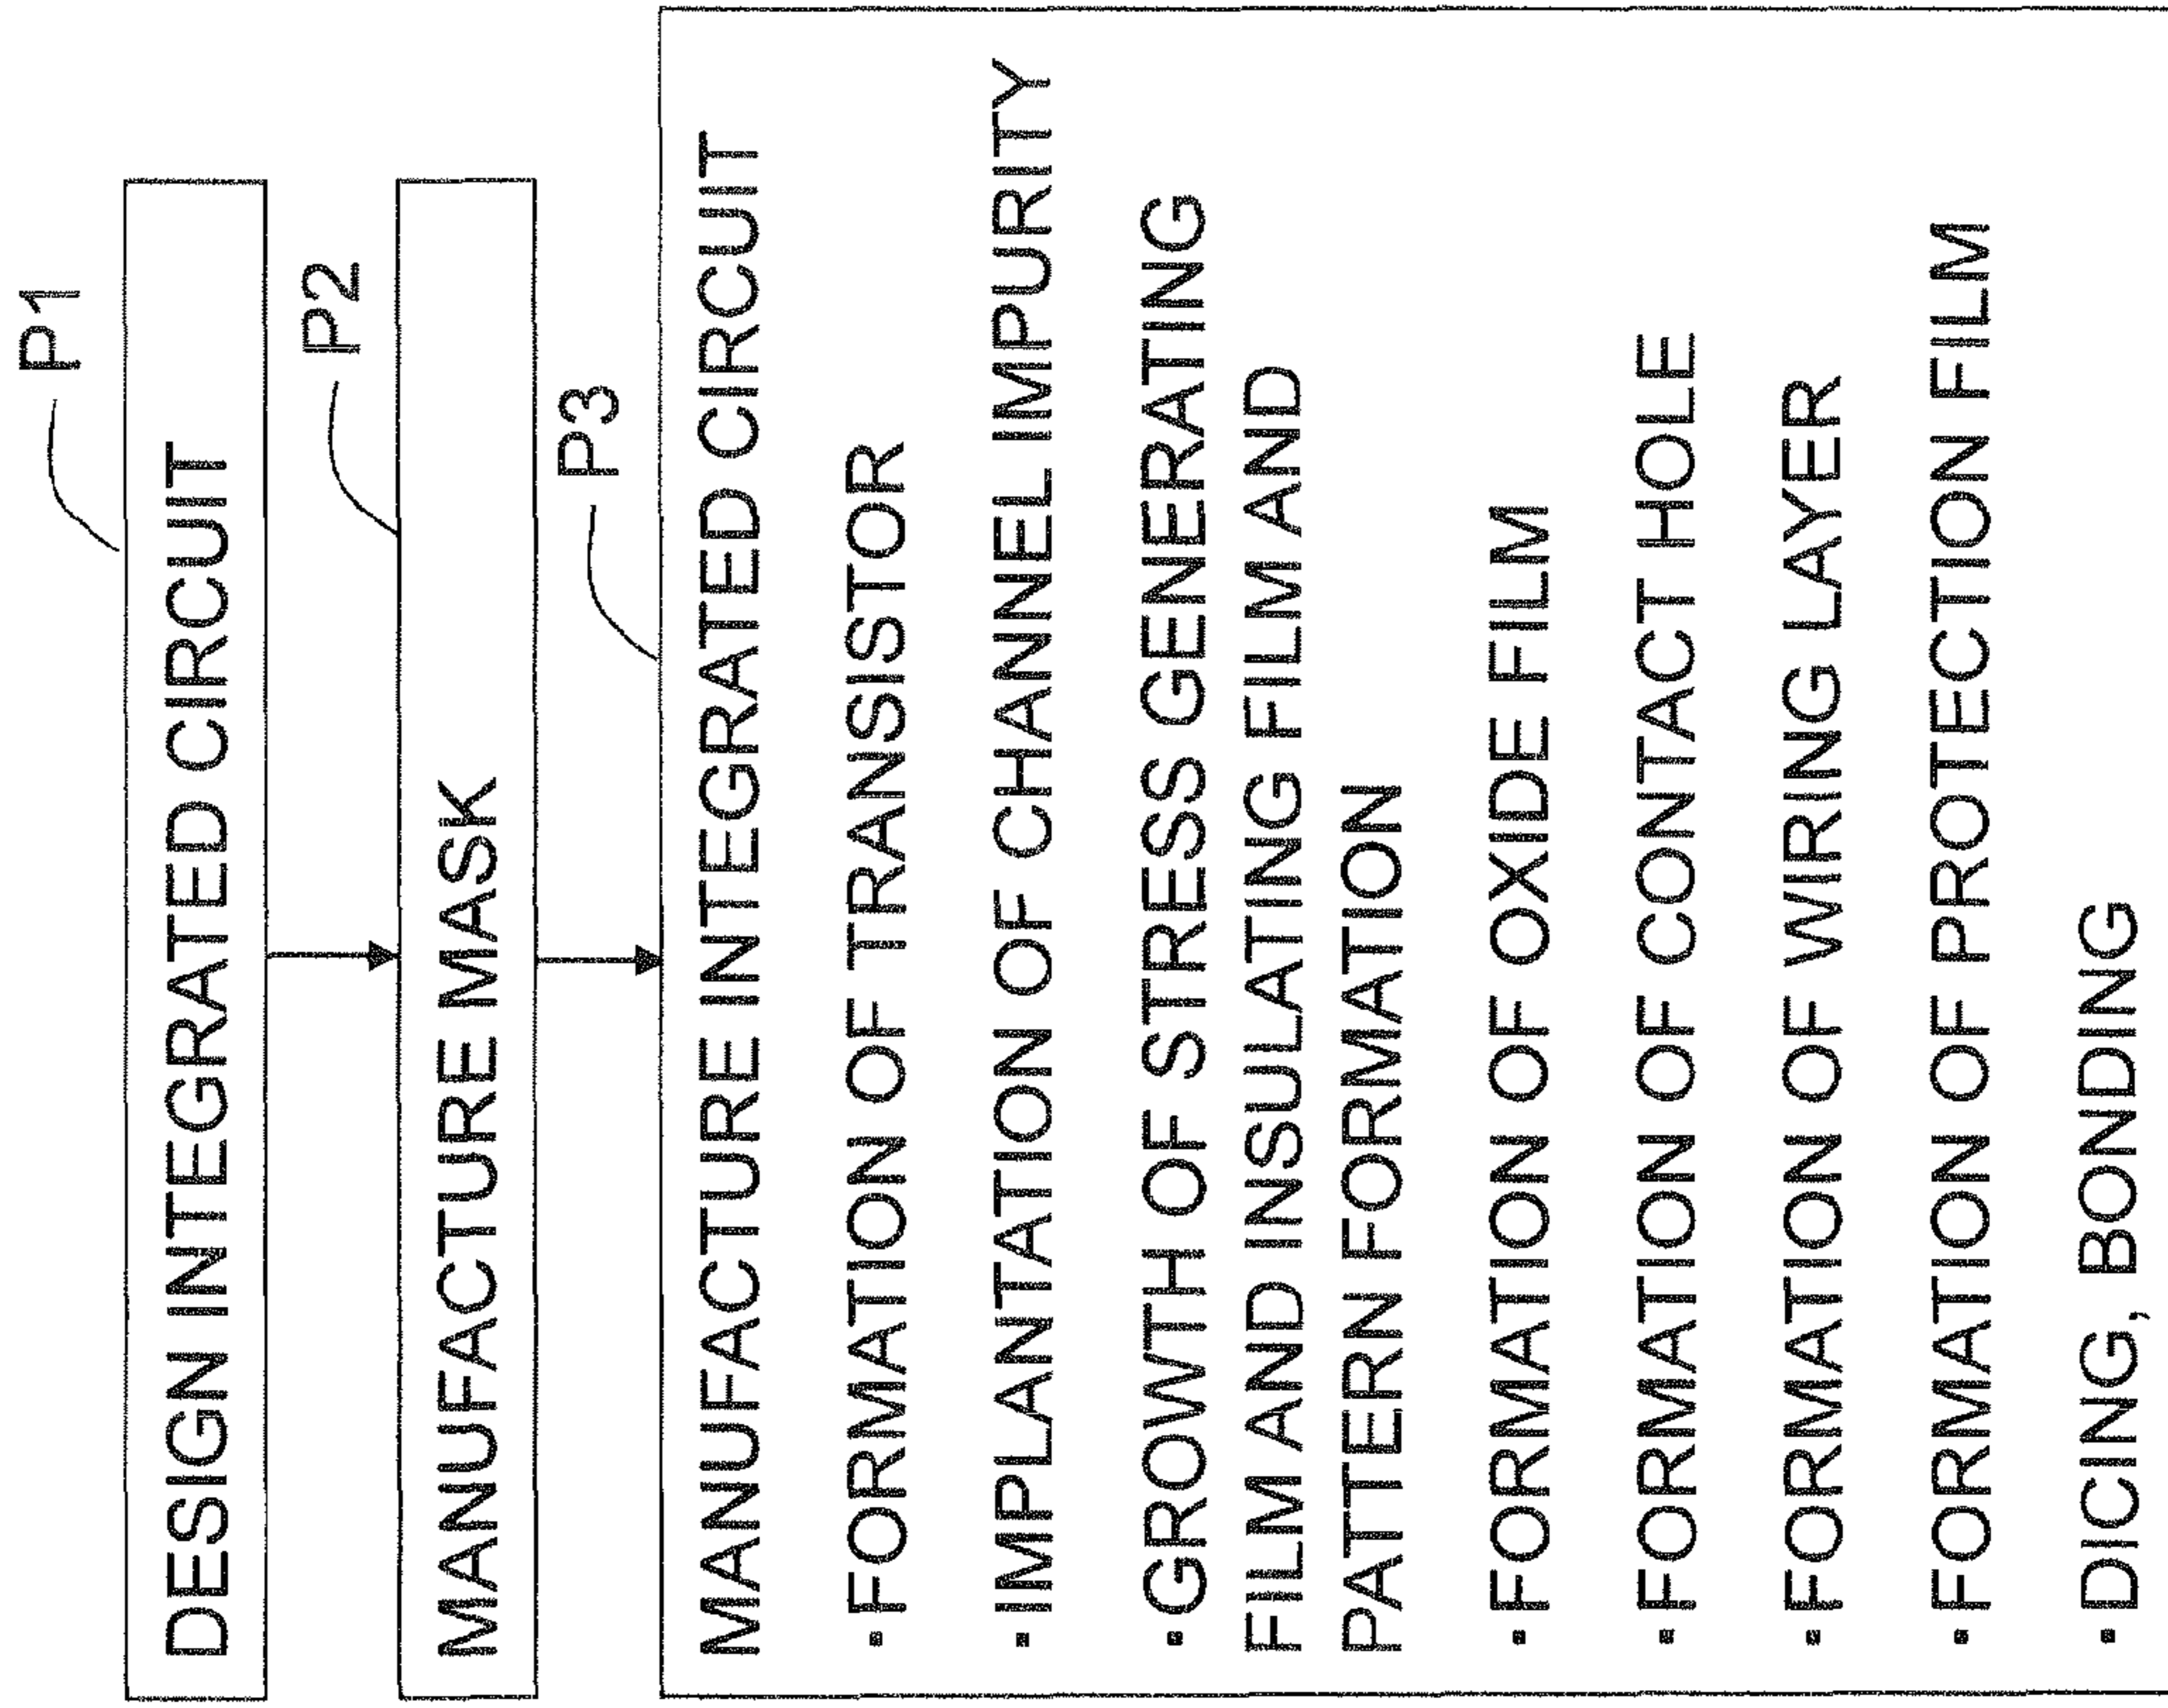 P1
DESIGN INTEGRATED CIRCUIT
P2
MANUFACTURE MASK
P3
MANUFACTURE INTEGRATED CIRCUIT
· FORMATION OF TRANSISTOR
· IMPLANTATION OF CHANNEL IMPURITY
· GROWTH OF STRESS GENERATING
FILM AND INSULATING FILM AND
PATTERN FORMATION
· FORMATION OF OXIDE FILM
· FORMATION OF CONTACT HOLE
· FORMATION OF WIRING LAYER
· FORMATION OF PROTECTION FILM
· DICING, BONDING